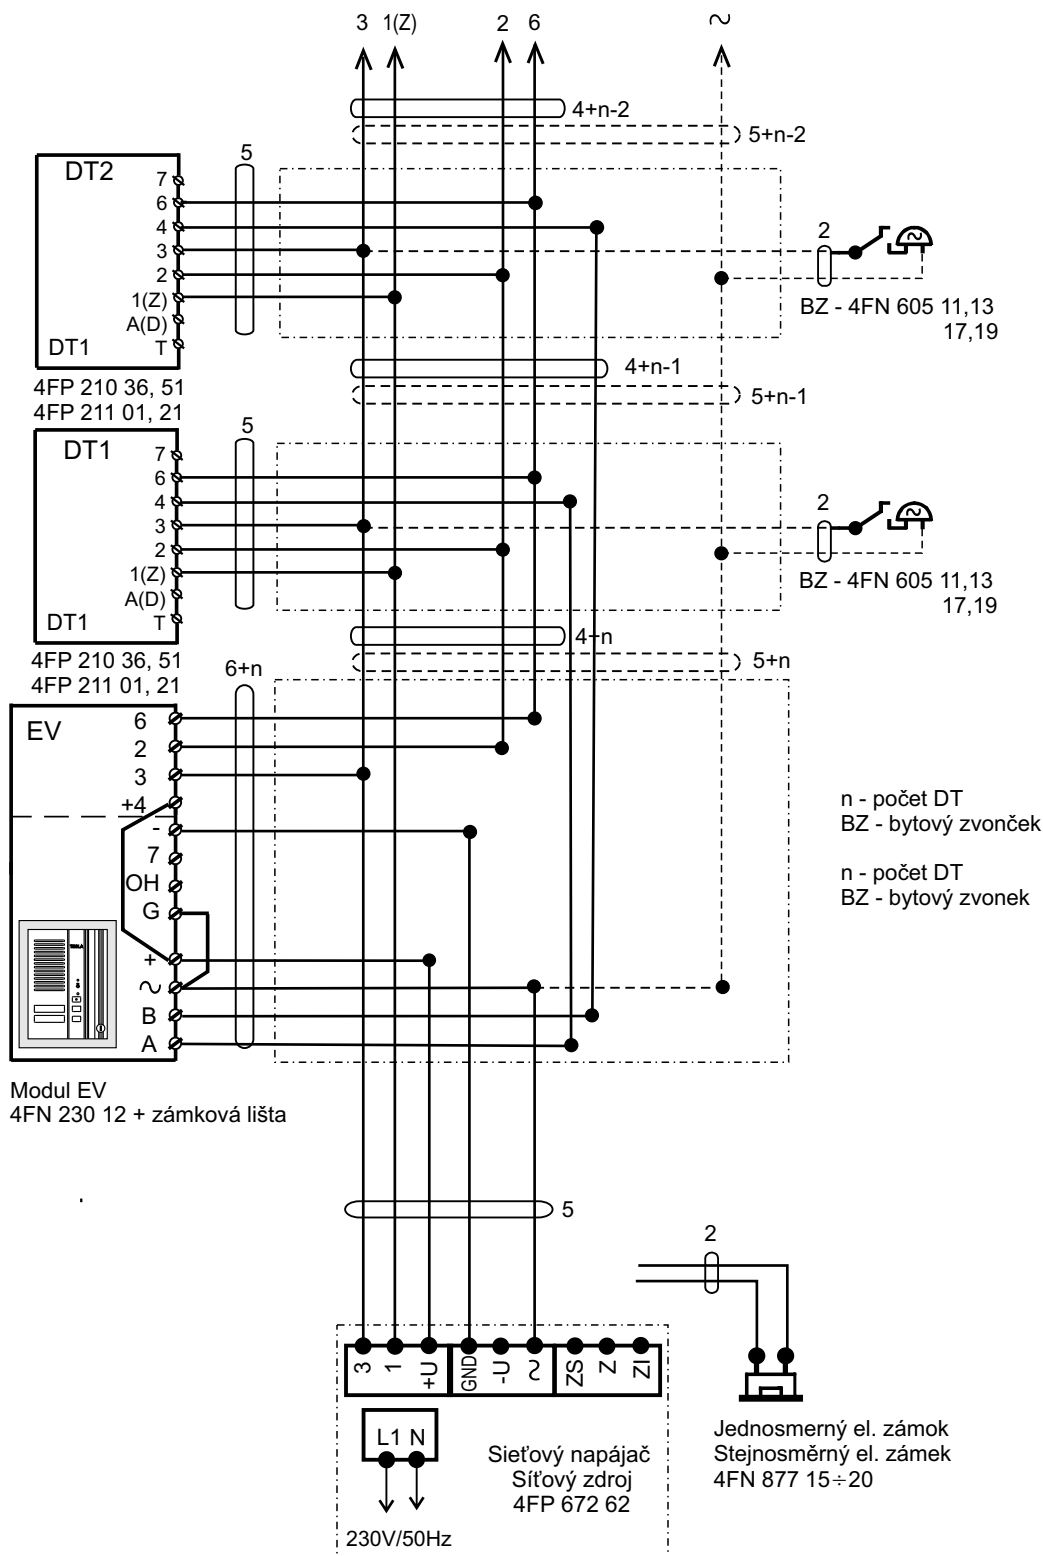 3 1(Z) 2 6 ~
4+n-2
5+n-2
DT2
5
7
6
4
3
2
1(Z)
A(D)
T
DT1
2
BZ - 4FN 605 11,13
17,19
4FP 210 36, 51
4FP 211 01, 21
4+n-1
5+n-1
DT1
5
7
6
4
3
2
1(Z)
A(D)
T
DT1
2
BZ - 4FN 605 11,13
17,19
4FP 210 36, 51
4FP 211 01, 21
4+n
5+n
6+n
EV
6
2
3
+4
-
7
OH
G
+
~
B
A
TESLA
n - počet DT
BZ - bytový zvonček
n - počet DT
BZ - bytový zvonek
Modul EV
4FN 230 12 + zámková lišta
5
2
3 1 +U GND -U ~ ZS Z ZI
L1 N
230V/50Hz
Sieťový napájač
Síťový zdroj
4FP 672 62
Jednosmerný el. zámok
Stejnosměrný el. zámek
4FN 877 15÷20